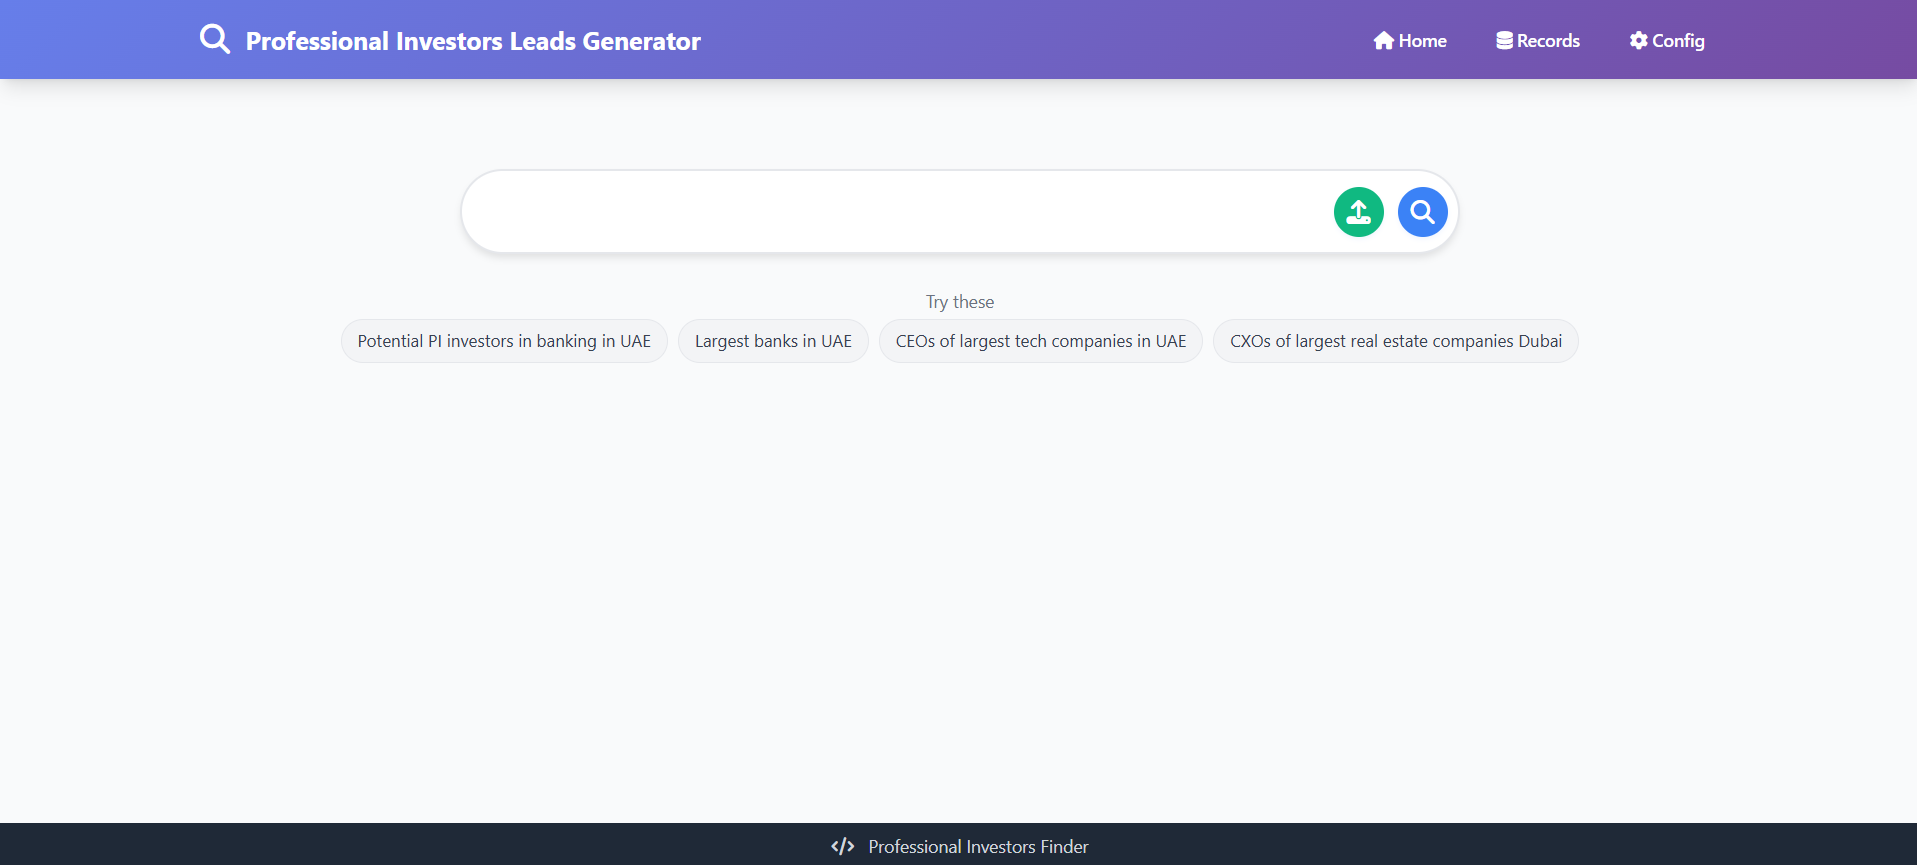 Professional Investors Leads Generator
Home
Records
Config
Try these
Potential PI investors in banking in UAE
Largest banks in UAE
CEOs of largest tech companies in UAE
CXOs of largest real estate companies Dubai
</> Professional Investors Finder